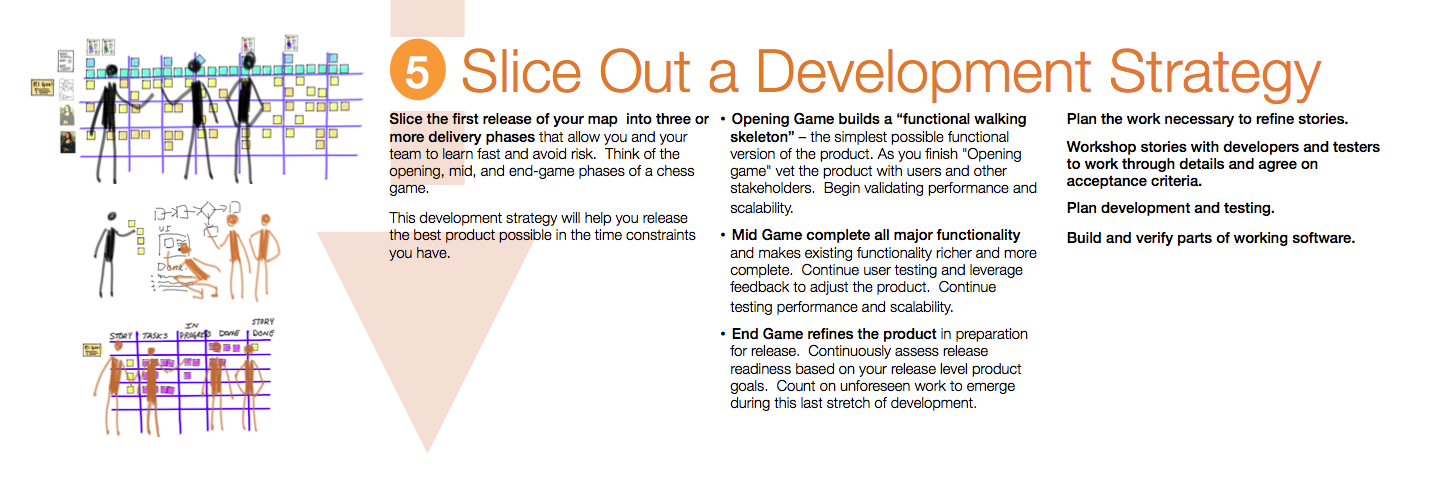 5 Slice Out a Development Strategy
Slice the first release of your map  into three or
more delivery phases that allow you and your
team to learn fast and avoid risk.  Think of the
opening, mid, and end-game phases of a chess
game.
This development strategy will help you release
the best product possible in the time constraints
you have.
• Opening Game builds a “functional walking
skeleton” – the simplest possible functional
version of the product. As you finish "Opening
game" vet the product with users and other
stakeholders.  Begin validating performance and
scalability.
• Mid Game complete all major functionality
and makes existing functionality richer and more
complete.  Continue user testing and leverage
feedback to adjust the product.  Continue
testing performance and scalability.
• End Game refines the product in preparation
for release.  Continuously assess release
readiness based on your release level product
goals.  Count on unforeseen work to emerge
during this last stretch of development.
Plan the work necessary to refine stories.
Workshop stories with developers and testers
to work through details and agree on
acceptance criteria.
Plan development and testing.
Build and verify parts of working software.
UI
Done:
STORY TASKS IN PROGRESS DONE STORY DONE